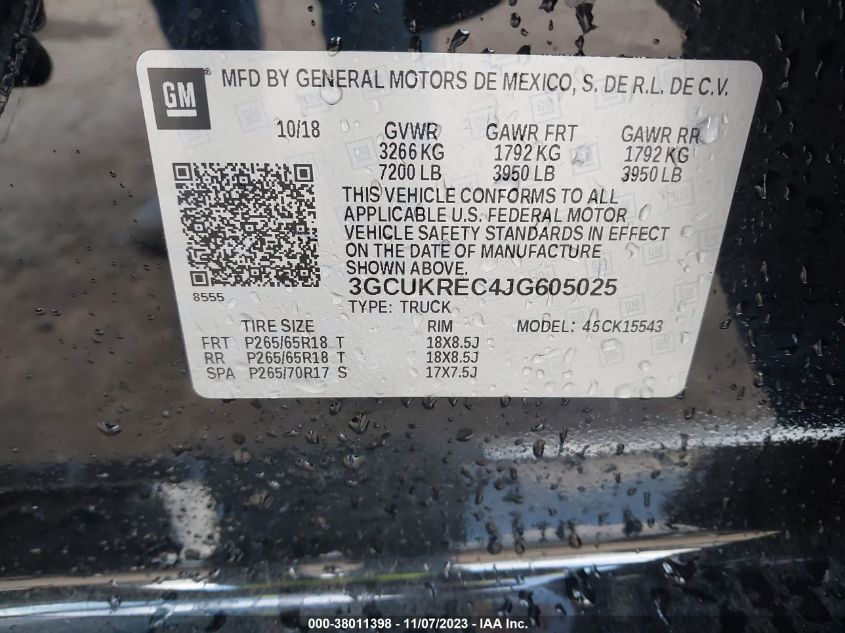 GM ® MFD BY GENERAL MOTORS DE MEXICO, S. DE R.L. DE C.V.
10/18 GVWR GAWR FRT GAWR RR
3266 KG 1792 KG 1792 KG
7200 LB 3950 LB 3950 LB
THIS VEHICLE CONFORMS TO ALL
APPLICABLE U.S. FEDERAL MOTOR
VEHICLE SAFETY STANDARDS IN EFFECT
ON THE DATE OF MANUFACTURE
SHOWN ABOVE.
8555 3GCUKREC4JG605025
TYPE: TRUCK
TIRE SIZE RIM MODEL: 45CK15543
FRT P265/65R18 T 18X8.5J
RR P265/65R18 T 18X8.5J
SPA P265/70R17 S 17X7.5J
000-38011398 - 11/07/2023 - IAA Inc.